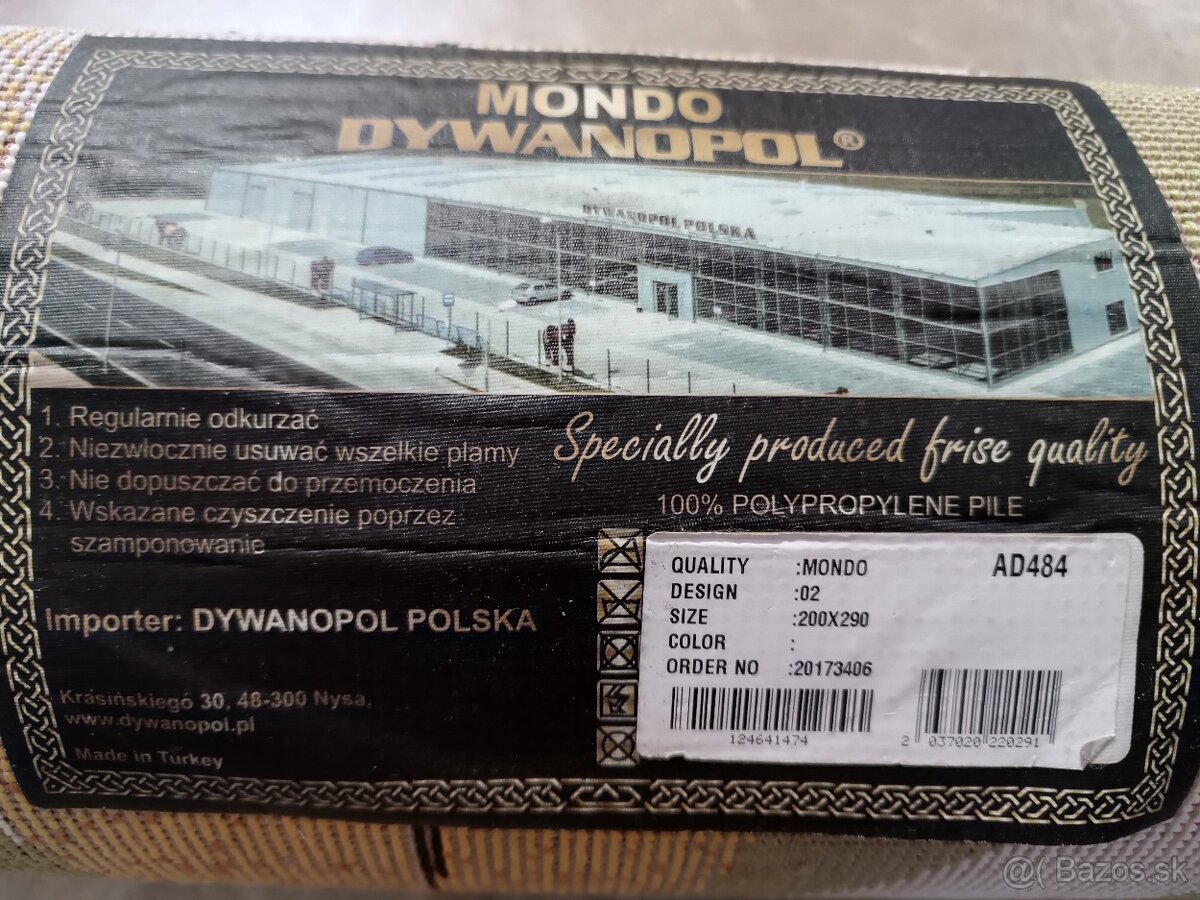 MONDO
DYWANOPOL®
DYWANOPOL POLSKA
1. Regularnie odkurzać
2. Niezwłocznie usuwać wszelkie plamy
3. Nie dopuszczać do przemoczenia
4. Wskazane czyszczenie poprzez
szamponowanie
Specially produced frise quality
100% POLYPROPYLENE PILE
Importer: DYWANOPOL POLSKA
Krasińskiego 30, 48-300 Nysa,
www.dywanopol.pl
Made in Turkey
QUALITY :MONDO AD484
DESIGN :02
SIZE :200X290
COLOR :
ORDER NO :20173406
124641474
2 037020 220291
@( Bazos.sk